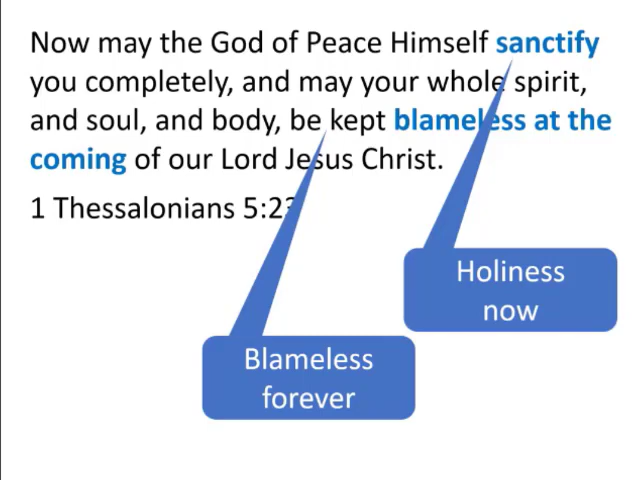 Now may the God of Peace Himself sanctify
you completely, and may your whole spirit,
and soul, and body, be kept blameless at the
coming of our Lord Jesus Christ.
1 Thessalonians 5:23
Holiness
now
Blameless
forever